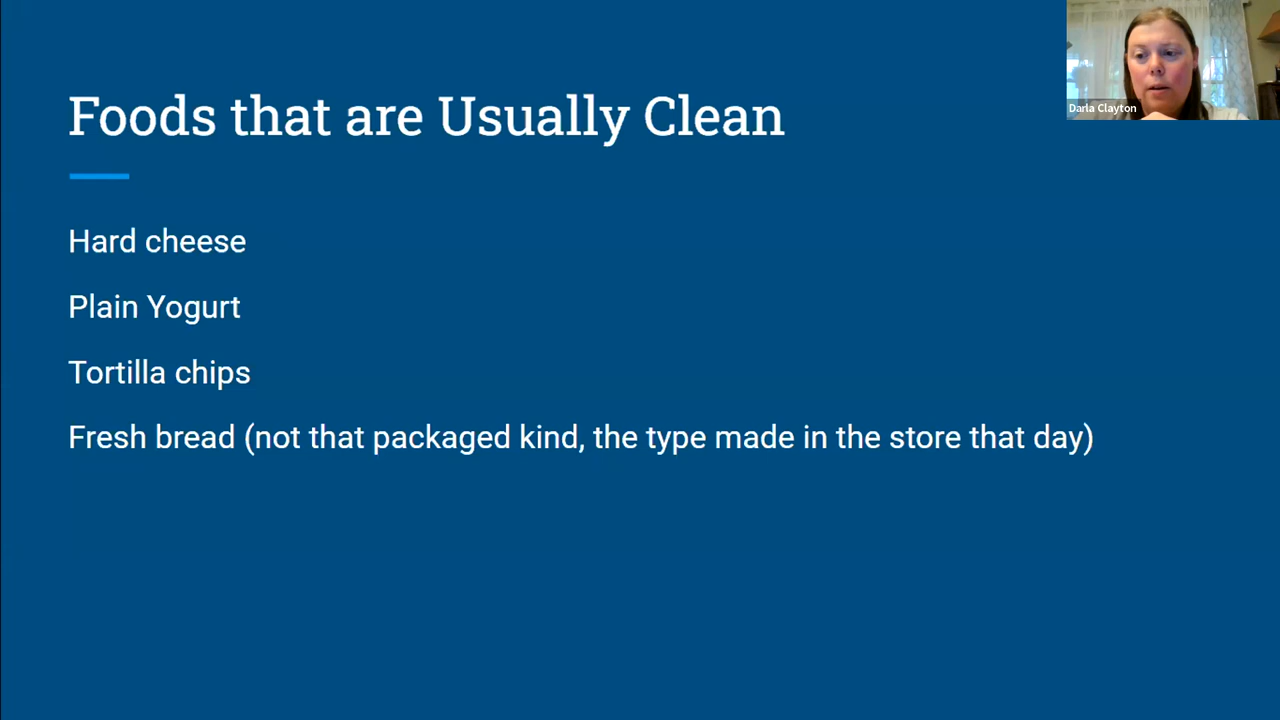 Foods that are Usually Clean
Darla Clayton
Hard cheese
Plain Yogurt
Tortilla chips
Fresh bread (not that packaged kind, the type made in the store that day)